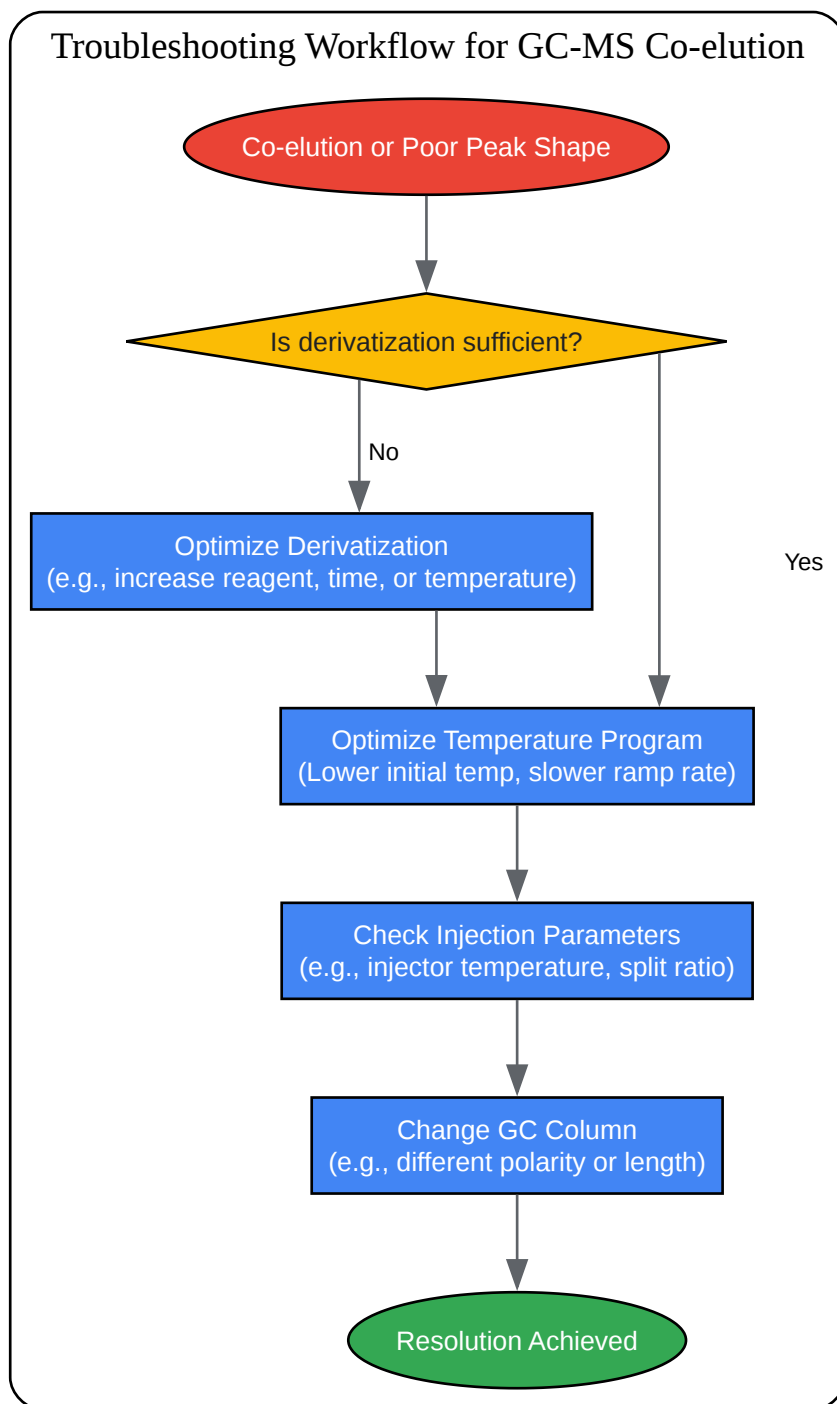 Troubleshooting Workflow for GC-MS Co-elution
Co-elution or Poor Peak Shape
Is derivatization sufficient?
No
Optimize Derivatization
(e.g., increase reagent, time, or temperature)
Yes
Optimize Temperature Program
(Lower initial temp, slower ramp rate)
Check Injection Parameters
(e.g., injector temperature, split ratio)
Change GC Column
(e.g., different polarity or length)
Resolution Achieved